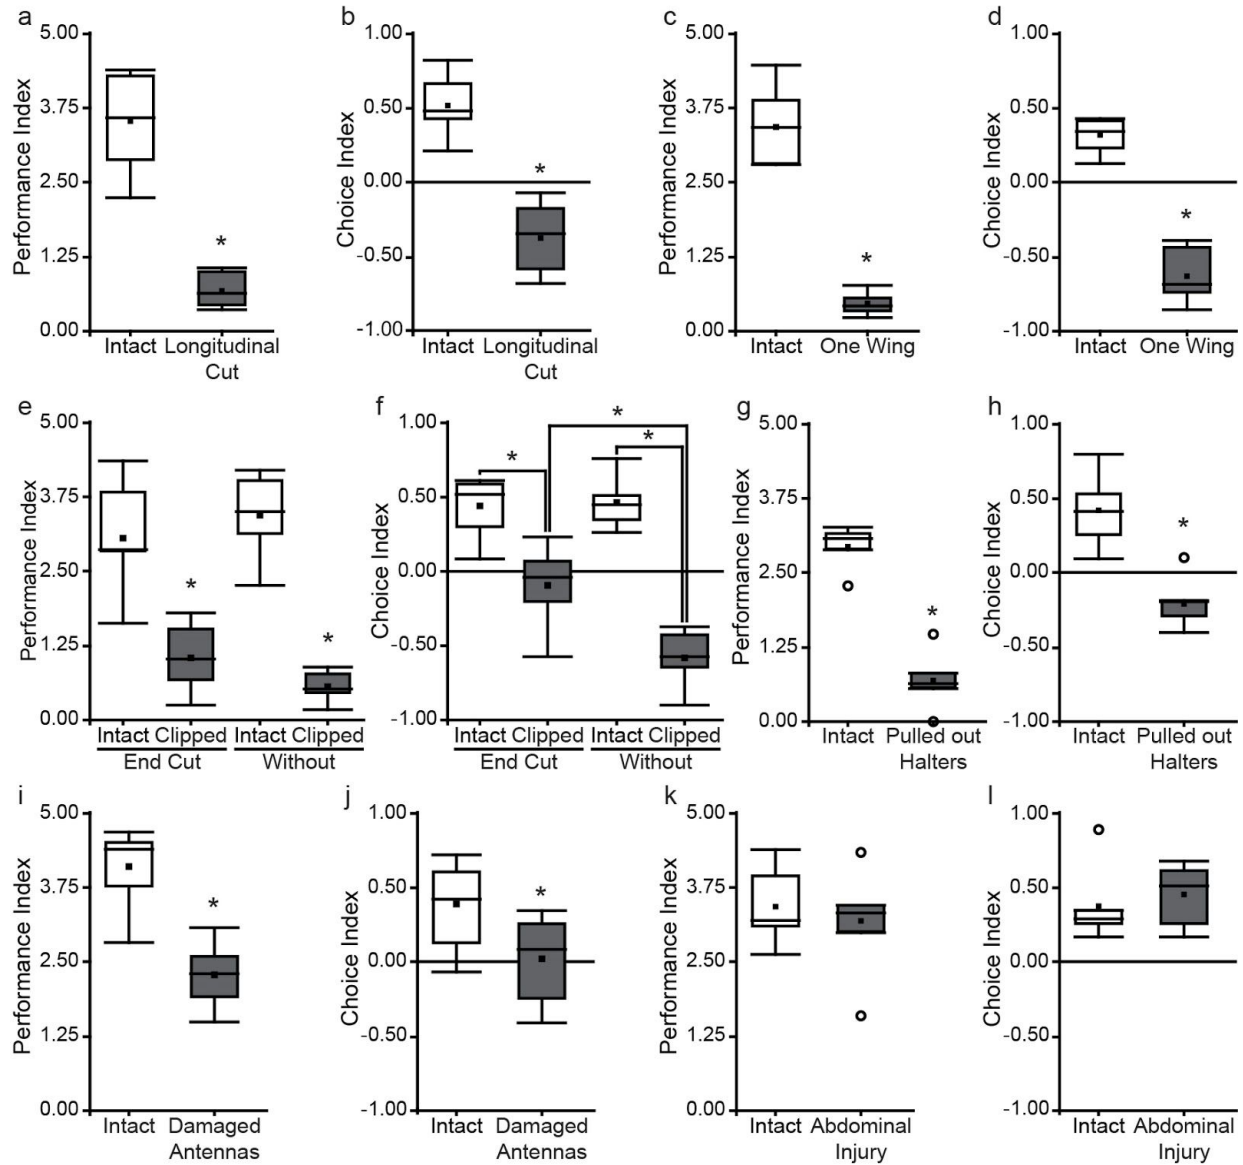 a
b
c
d
5.00
3.75
2.50
1.25
0.00
Performance Index
Intact Longitudinal
Cut
*
1.00
0.50
0.00
-0.50
-1.00
Choice Index
Intact Longitudinal
Cut
*
5.00
3.75
2.50
1.25
0.00
Performance Index
Intact One Wing
*
1.00
0.50
0.00
-0.50
-1.00
Choice Index
Intact One Wing
*
e
f
g
h
5.00
3.75
2.50
1.25
0.00
Performance Index
* *
Intact Clipped Intact Clipped
End Cut Without
1.00
0.50
0.00
-0.50
-1.00
Choice Index
*
* *
Intact Clipped Intact Clipped
End Cut Without
5.00
3.75
2.50
1.25
0.00
Performance Index
*
Intact Pulled out
Halters
1.00
0.50
0.00
-0.50
-1.00
Choice Index
*
Intact Pulled out
Halters
i
j
k
l
5.00
3.75
2.50
1.25
0.00
Performance Index
*
Intact Damaged
Antennas
1.00
0.50
0.00
-0.50
-1.00
Choice Index
*
Intact Damaged
Antennas
5.00
3.75
2.50
1.25
0.00
Performance Index
Intact Abdominal
Injury
1.00
0.50
0.00
-0.50
-1.00
Choice Index
Intact Abdominal
Injury